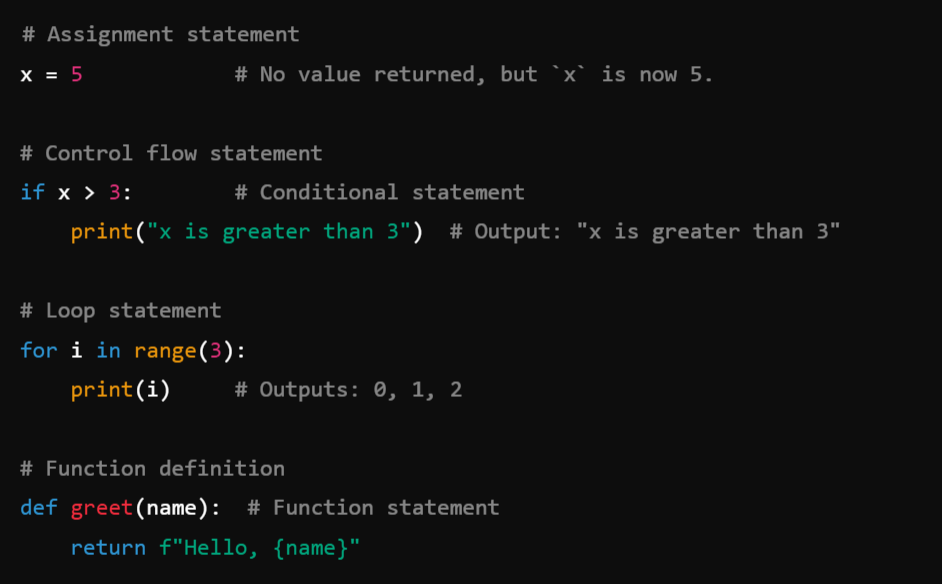 # Assignment statement
x = 5            # No value returned, but `x` is now 5.
# Control flow statement
if x > 3:        # Conditional statement
    print("x is greater than 3")  # Output: "x is greater than 3"
# Loop statement
for i in range(3):
    print(i)     # Outputs: 0, 1, 2
# Function definition
def greet(name):  # Function statement
    return f"Hello, {name}"